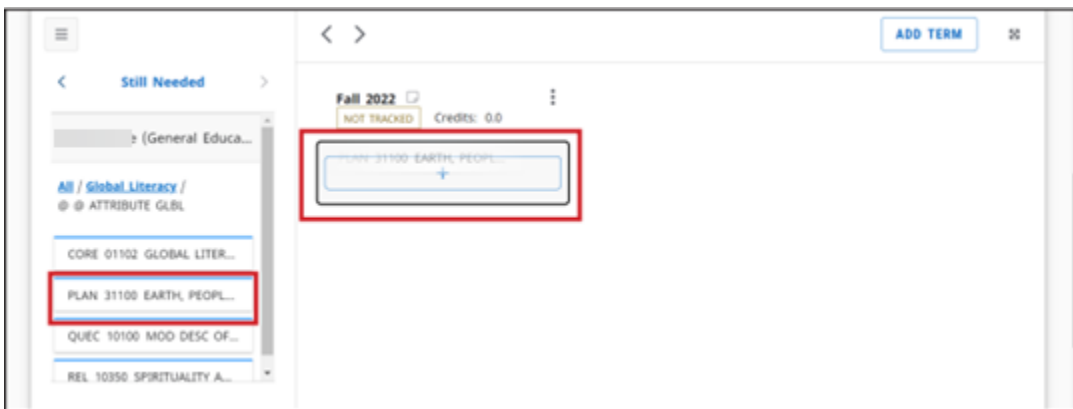 ADD TERM
Still Needed
Fall 2022
NOT TRACKED Credits: 0.0
e (General Educa...
PLAN 31100 EARTH, PEOPL...
+
All / Global Literacy /
@ @ ATTRIBUTE GLBL
CORE 01102 GLOBAL LITER...
PLAN 31100 EARTH, PEOPL...
QUEC 10100 MOD DESC OF...
REL 10350 SPIRITUALITY A...